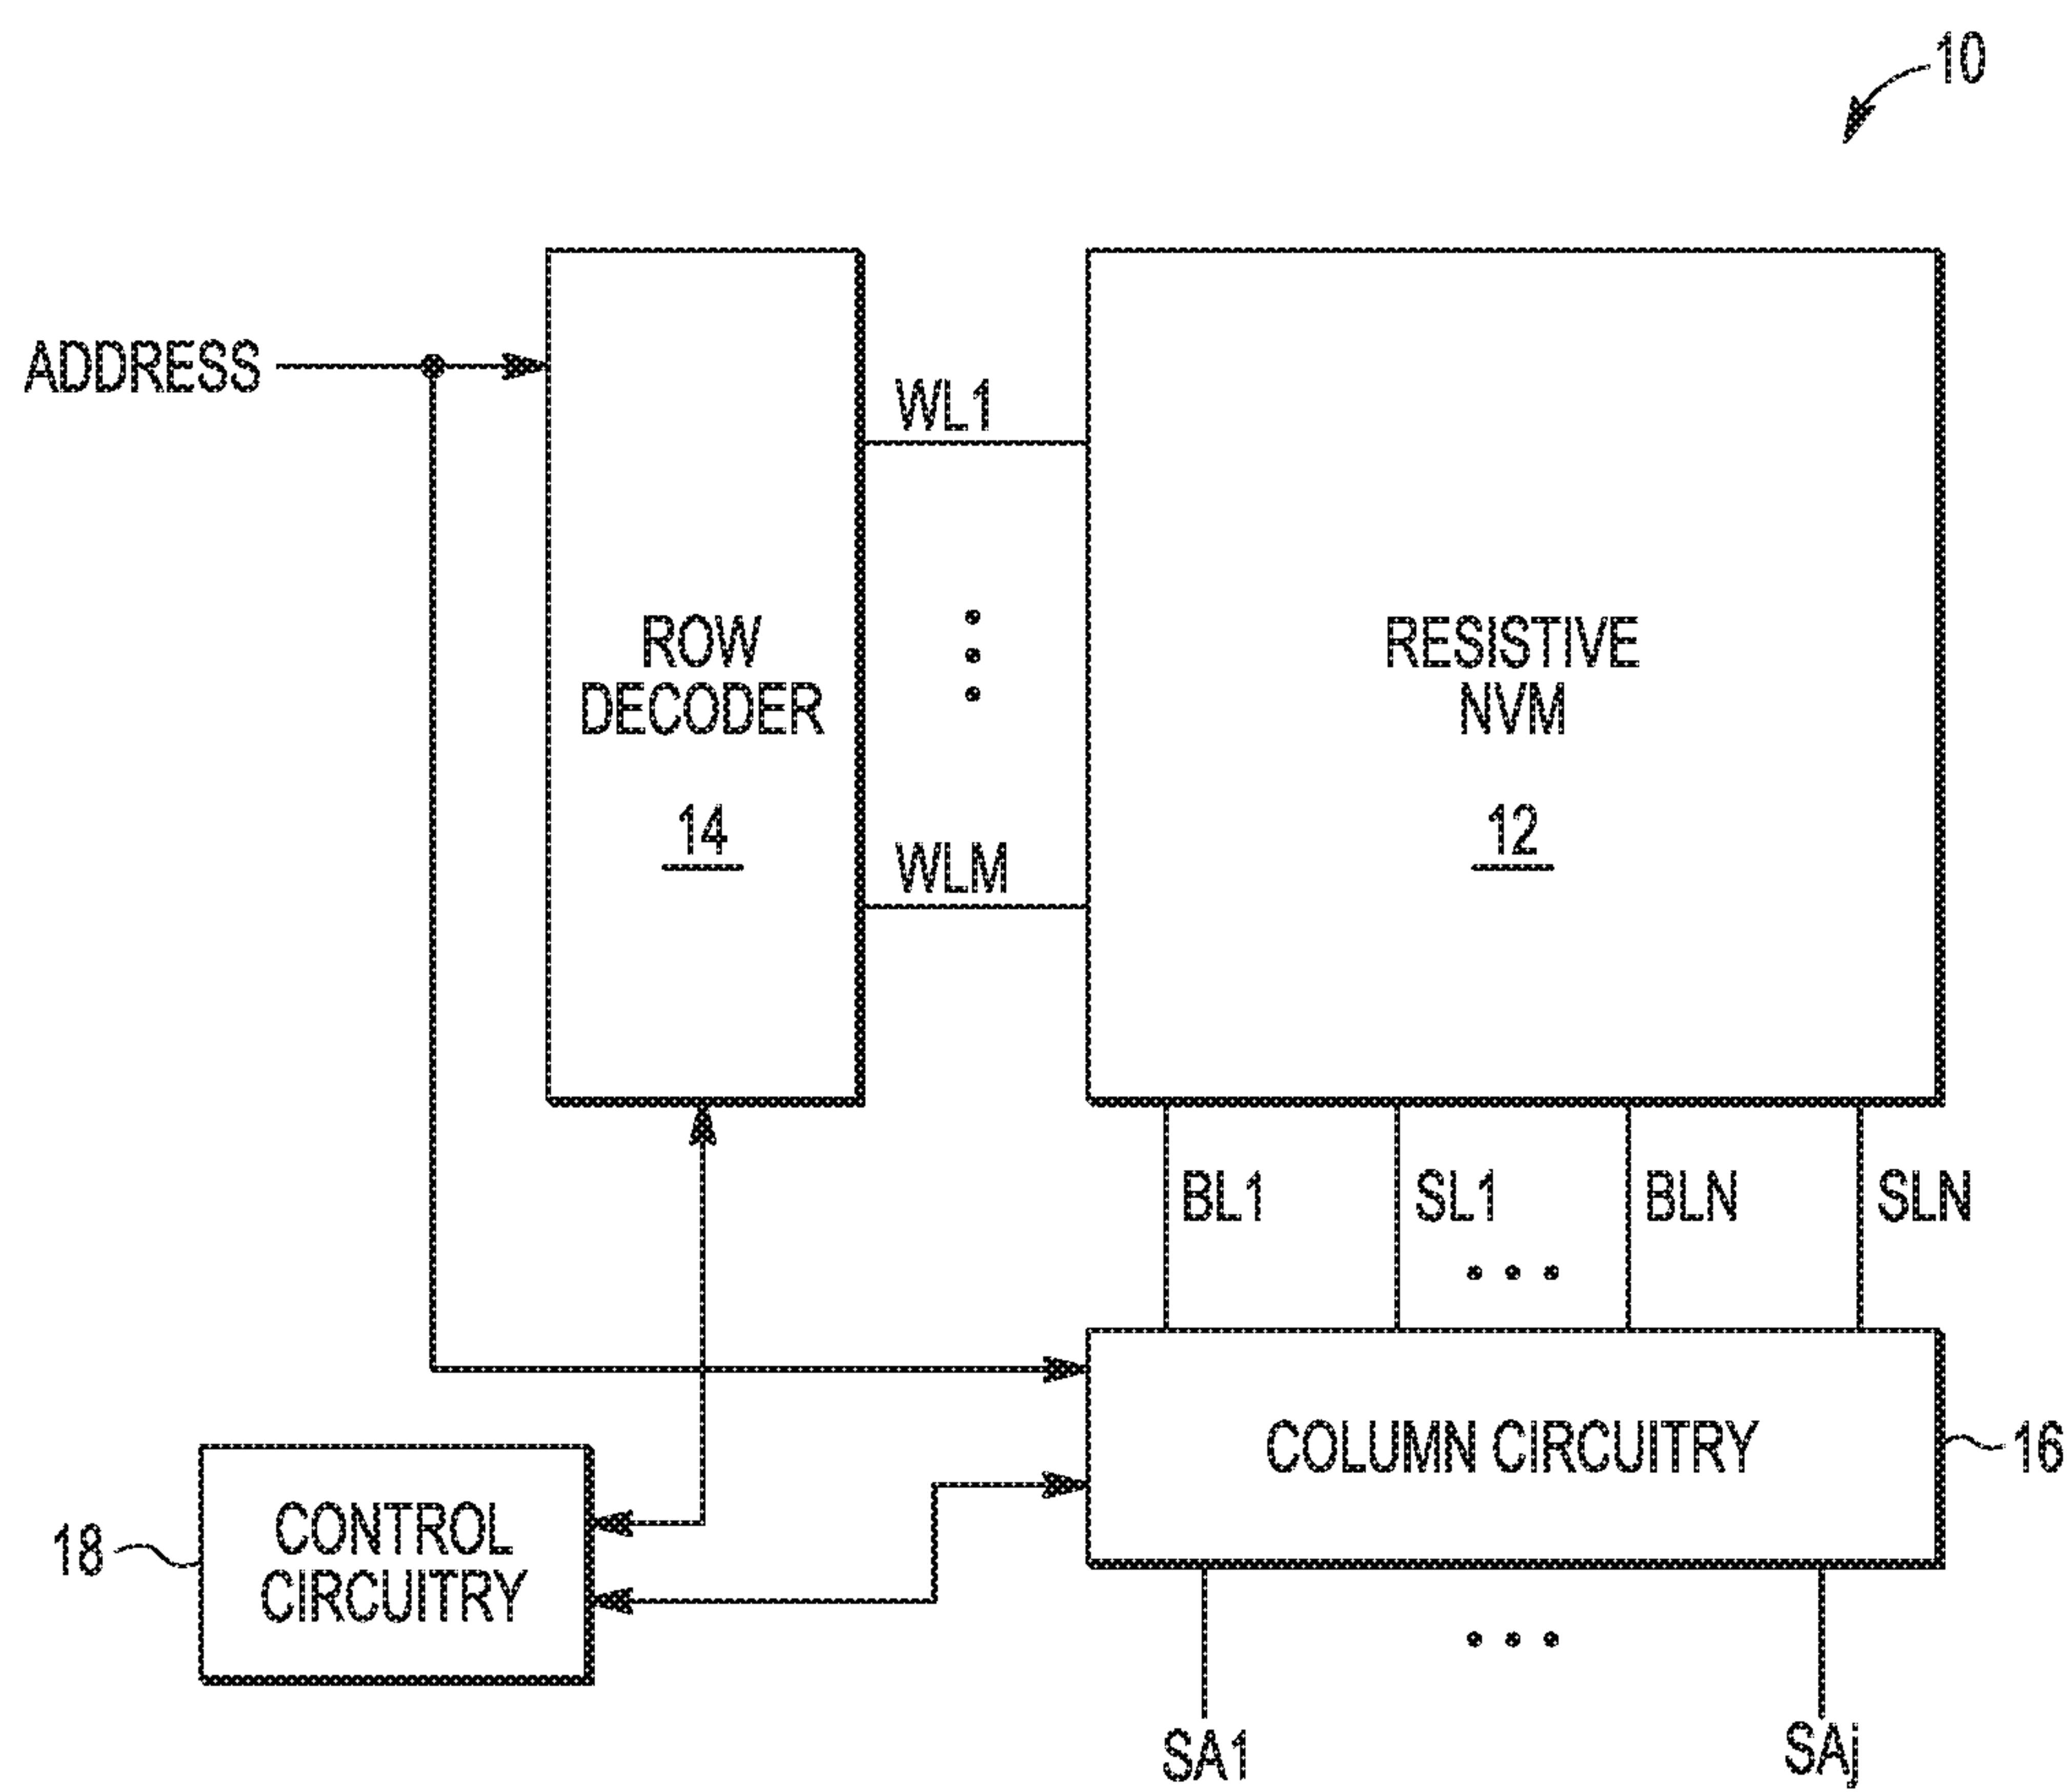 10
ADDRESS
WL1
ROW
DECODER
14
WLM
RESISTIVE
NVM
12
BL1
SL1
BLN
SLN
COLUMN CIRCUITRY
16
CONTROL
CIRCUITRY
18
SA1
SAj